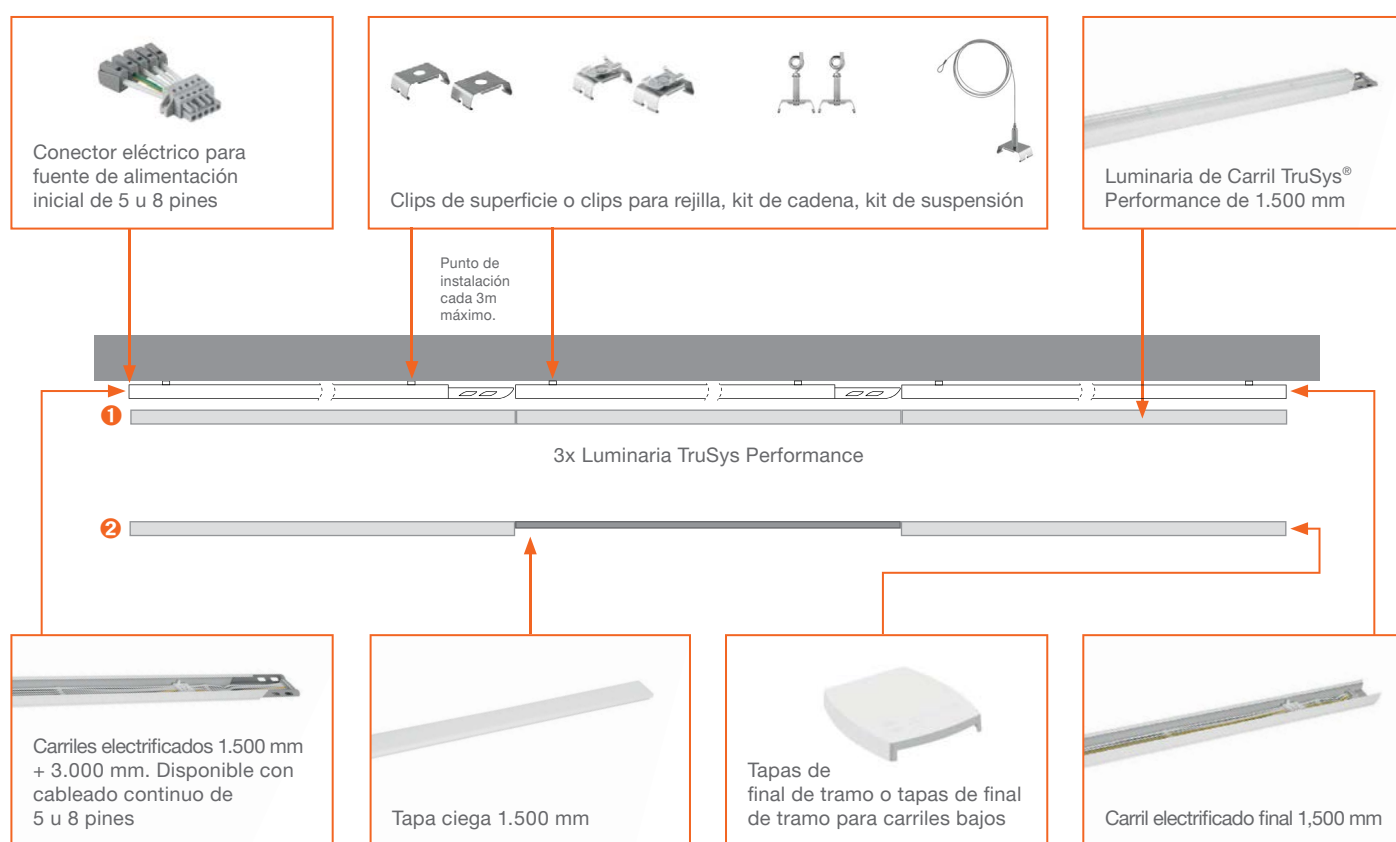 Conector eléctrico para
fuente de alimentación
inicial de 5 u 8 pines
Clips de superficie o clips para rejilla, kit de cadena, kit de suspensión
Luminaria de Carril TruSys®
Performance de 1.500 mm
Punto de
instalación
cada 3m
máximo.
1
3x Luminaria TruSys Performance
2
Carriles electrificados 1.500 mm
+ 3.000 mm. Disponible con
cableado continuo de
5 u 8 pines
Tapa ciega 1.500 mm
Tapas de
final de tramo o tapas de final
de tramo para carriles bajos
Carril electrificado final 1,500 mm